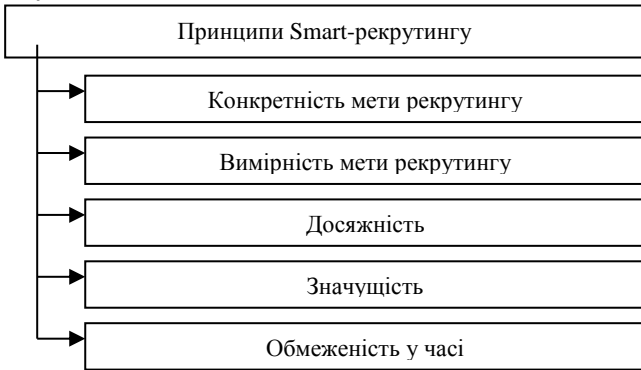 Принципи Smart-рекрутингу
Конкретність мети рекрутингу
Вимірність мети рекрутингу
Досяжність
Значущість
Обмеженість у часі